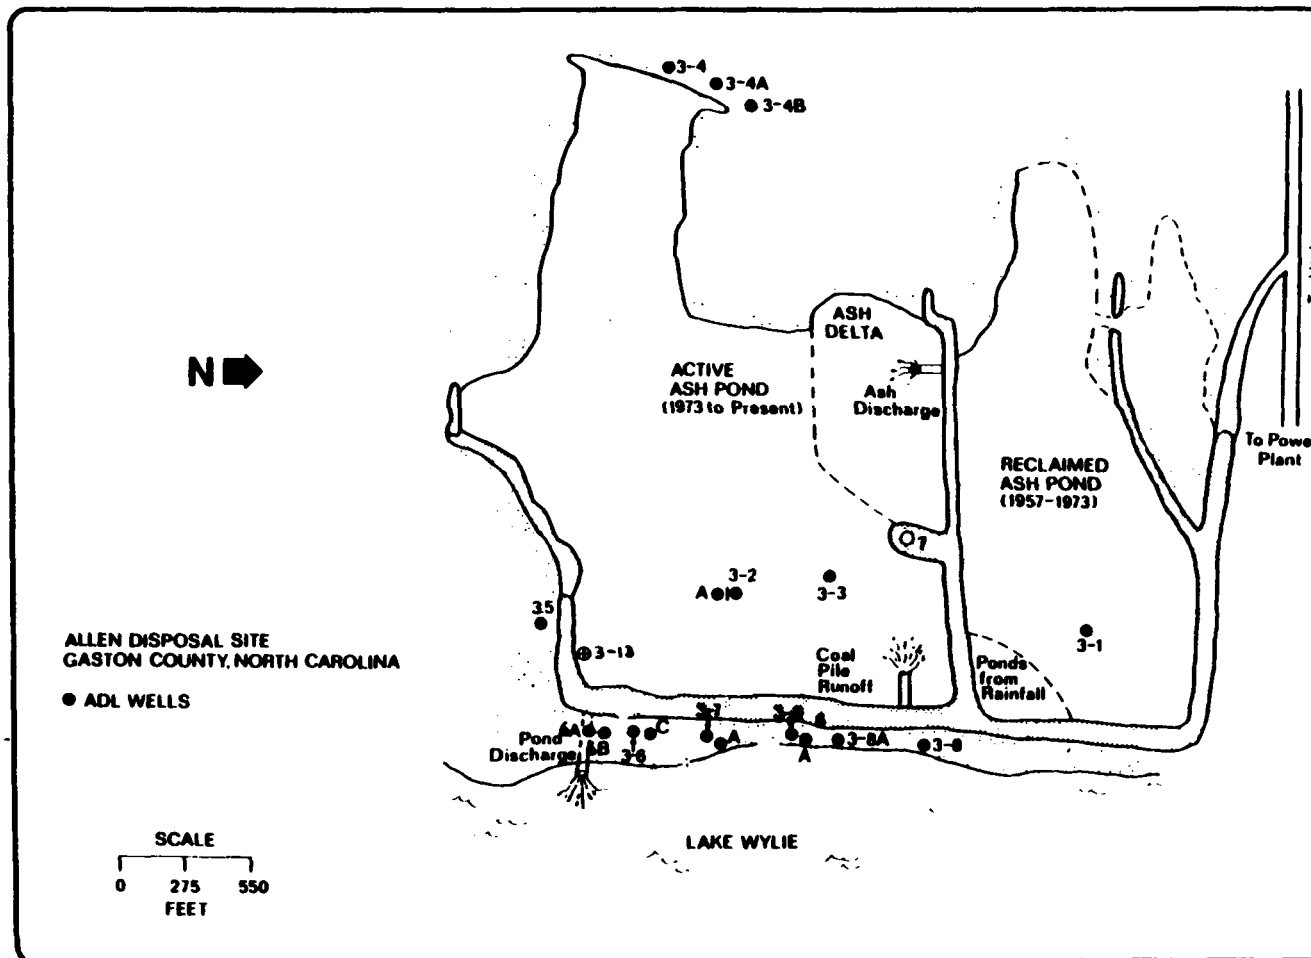 3-4
3-4A
3-4B
N
ASH
DELTA
ACTIVE
ASH POND
(1973 to Present)
Ash
Discharge
To Powe
Plant
RECLAIMED
ASH POND
(1957-1973)
7
3-2
A
3-3
3-1
35
3-13
ALLEN DISPOSAL SITE
GASTON COUNTY, NORTH CAROLINA
ADL WELLS
Coal
Pile
Runoff
Ponds
from
Rainfall
6A
C
Pond
Discharge
3-6
A
A
3-8A
3-8
LAKE WYLIE
SCALE
0 275 550
FEET